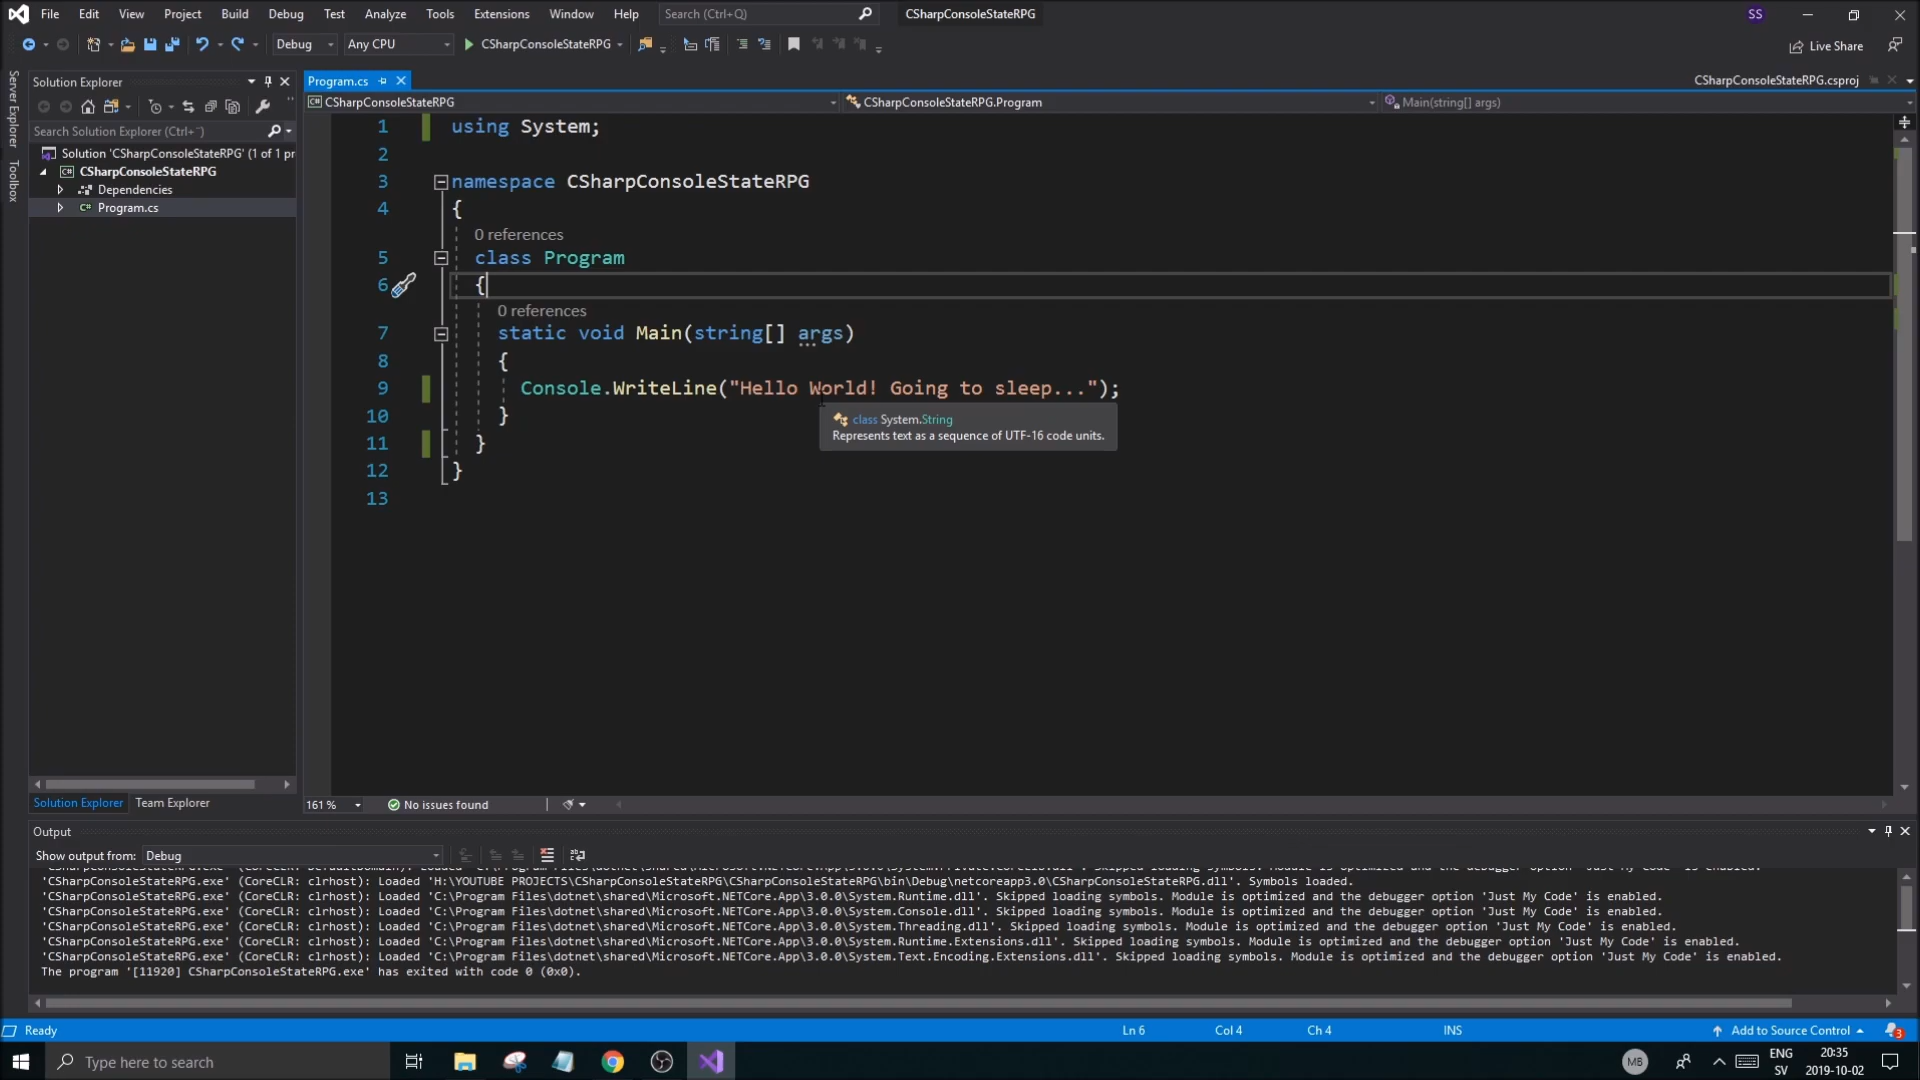 File Edit View Project Build Debug Test Analyze Tools Extensions Window Help Search (Ctrl+Q) CSharpConsoleStateRPG SS
Debug Any CPU CSharpConsoleStateRPG Live Share
Server Explorer
Toolbox
Solution Explorer
Search Solution Explorer (Ctrl+¨)
Solution 'CSharpConsoleStateRPG' (1 of 1 pr
CSharpConsoleStateRPG
Dependencies
Program.cs
Solution Explorer Team Explorer
Program.cs CSharpConsoleStateRPG.csproj
CSharpConsoleStateRPG CSharpConsoleStateRPG.Program Main(string[] args)
1 using System;
2
3 namespace CSharpConsoleStateRPG
4 {
0 references
5 class Program
6 {
0 references
7 static void Main(string[] args)
8 {
9 Console.WriteLine("Hello World! Going to sleep...");
10 }
class System.String
Represents text as a sequence of UTF-16 code units.
11 }
12 }
13
161 % No issues found
Output
Show output from: Debug
'CSharpConsoleStateRPG.exe' (CoreCLR: clrhost): Loaded 'H:\YOUTUBE PROJECTS\CSharpConsoleStateRPG\CSharpConsoleStateRPG\bin\Debug\netcoreapp3.0\CSharpConsoleStateRPG.dll'. Symbols loaded.
'CSharpConsoleStateRPG.exe' (CoreCLR: clrhost): Loaded 'C:\Program Files\dotnet\shared\Microsoft.NETCore.App\3.0.0\System.Runtime.dll'. Skipped loading symbols. Module is optimized and the debugger option 'Just My Code' is enabled.
'CSharpConsoleStateRPG.exe' (CoreCLR: clrhost): Loaded 'C:\Program Files\dotnet\shared\Microsoft.NETCore.App\3.0.0\System.Console.dll'. Skipped loading symbols. Module is optimized and the debugger option 'Just My Code' is enabled.
'CSharpConsoleStateRPG.exe' (CoreCLR: clrhost): Loaded 'C:\Program Files\dotnet\shared\Microsoft.NETCore.App\3.0.0\System.Threading.dll'. Skipped loading symbols. Module is optimized and the debugger option 'Just My Code' is enabled.
'CSharpConsoleStateRPG.exe' (CoreCLR: clrhost): Loaded 'C:\Program Files\dotnet\shared\Microsoft.NETCore.App\3.0.0\System.Runtime.Extensions.dll'. Skipped loading symbols. Module is optimized and the debugger option 'Just My Code' is enabled.
'CSharpConsoleStateRPG.exe' (CoreCLR: clrhost): Loaded 'C:\Program Files\dotnet\shared\Microsoft.NETCore.App\3.0.0\System.Text.Encoding.Extensions.dll'. Skipped loading symbols. Module is optimized and the debugger option 'Just My Code' is enabled.
The program '[11920] CSharpConsoleStateRPG.exe' has exited with code 0 (0x0).
Ready Ln 6 Col 4 Ch 4 INS Add to Source Control 3
Type here to search MB ENG SV 20:35 2019-10-02